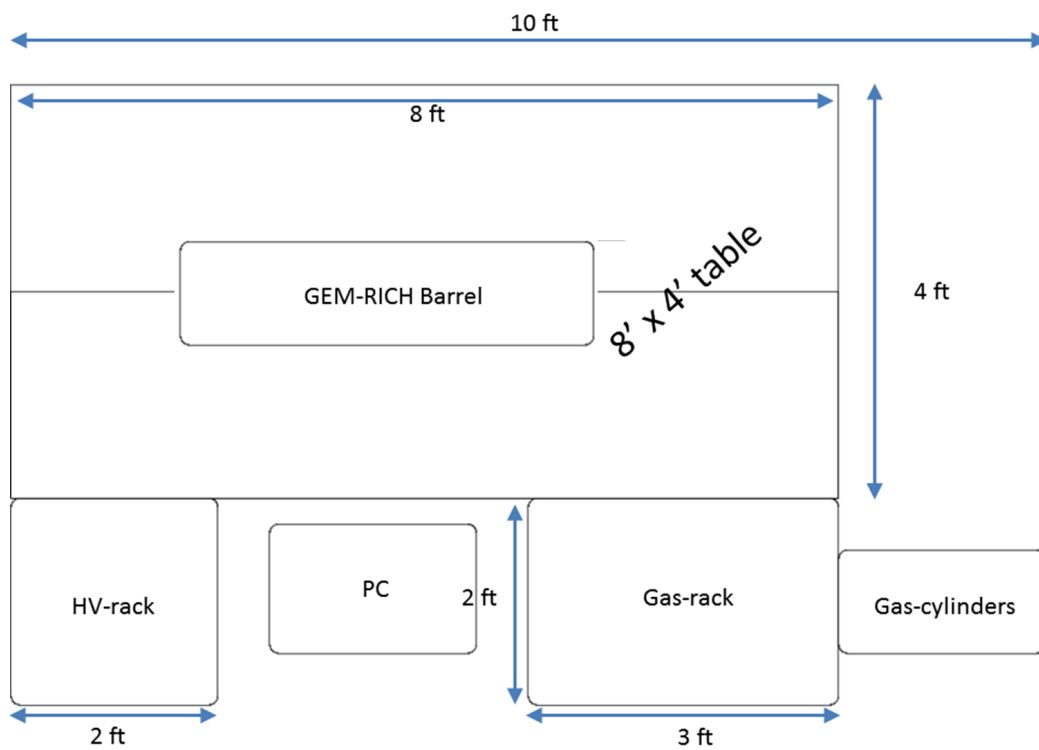 10 ft
8 ft
GEM-RICH Barrel
8’ x 4’ table
4 ft
HV-rack
PC
2 ft
Gas-rack
Gas-cylinders
2 ft
3 ft